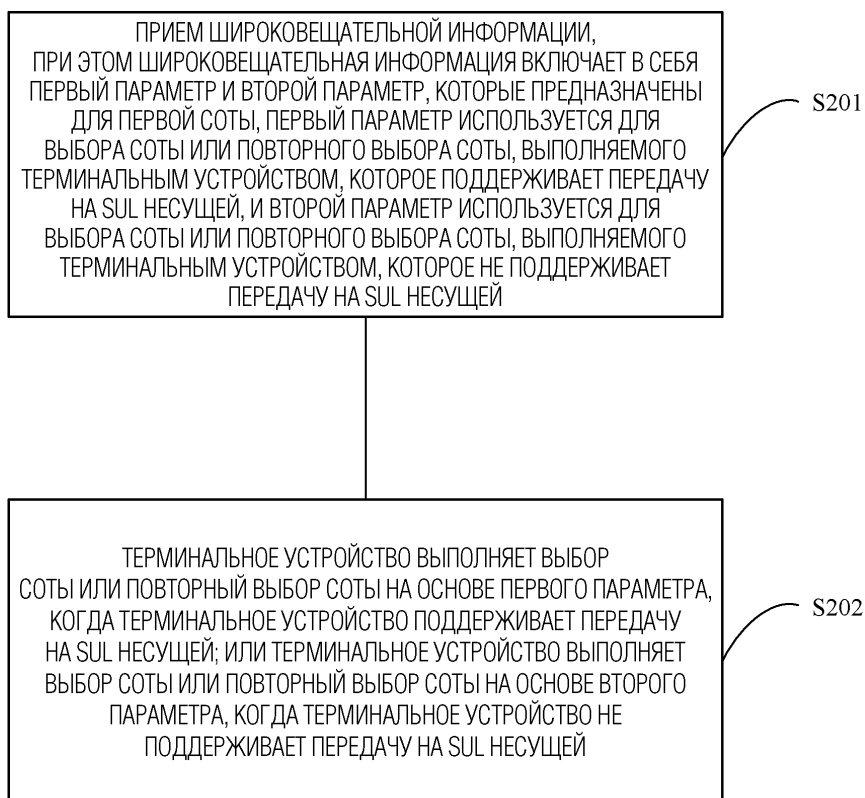 ПРИЕМ ШИРОКОВЕЩАТЕЛЬНОЙ ИНФОРМАЦИИ,
ПРИ ЭТОМ ШИРОКОВЕЩАТЕЛЬНАЯ ИНФОРМАЦИЯ ВКЛЮЧАЕТ В СЕБЯ
ПЕРВЫЙ ПАРАМЕТР И ВТОРОЙ ПАРАМЕТР, КОТОРЫЕ ПРЕДНАЗНАЧЕНЫ
ДЛЯ ПЕРВОЙ СОТЫ, ПЕРВЫЙ ПАРАМЕТР ИСПОЛЬЗУЕТСЯ ДЛЯ
ВЫБОРА СОТЫ ИЛИ ПОВТОРНОГО ВЫБОРА СОТЫ, ВЫПОЛНЯЕМОГО
ТЕРМИНАЛЬНЫМ УСТРОЙСТВОМ, КОТОРОЕ ПОДДЕРЖИВАЕТ ПЕРЕДАЧУ
НА SUL НЕСУЩЕЙ, И ВТОРОЙ ПАРАМЕТР ИСПОЛЬЗУЕТСЯ ДЛЯ
ВЫБОРА СОТЫ ИЛИ ПОВТОРНОГО ВЫБОРА СОТЫ, ВЫПОЛНЯЕМОГО
ТЕРМИНАЛЬНЫМ УСТРОЙСТВОМ, КОТОРОЕ НЕ ПОДДЕРЖИВАЕТ
ПЕРЕДАЧУ НА SUL НЕСУЩЕЙ
S201
ТЕРМИНАЛЬНОЕ УСТРОЙСТВО ВЫПОЛНЯЕТ ВЫБОР
СОТЫ ИЛИ ПОВТОРНЫЙ ВЫБОР СОТЫ НА ОСНОВЕ ПЕРВОГО ПАРАМЕТРА,
КОГДА ТЕРМИНАЛЬНОЕ УСТРОЙСТВО ПОДДЕРЖИВАЕТ ПЕРЕДАЧУ
НА SUL НЕСУЩЕЙ; ИЛИ ТЕРМИНАЛЬНОЕ УСТРОЙСТВО ВЫПОЛНЯЕТ
ВЫБОР СОТЫ ИЛИ ПОВТОРНЫЙ ВЫБОР СОТЫ НА ОСНОВЕ ВТОРОГО
ПАРАМЕТРА, КОГДА ТЕРМИНАЛЬНОЕ УСТРОЙСТВО НЕ
ПОДДЕРЖИВАЕТ ПЕРЕДАЧУ НА SUL НЕСУЩЕЙ
S202